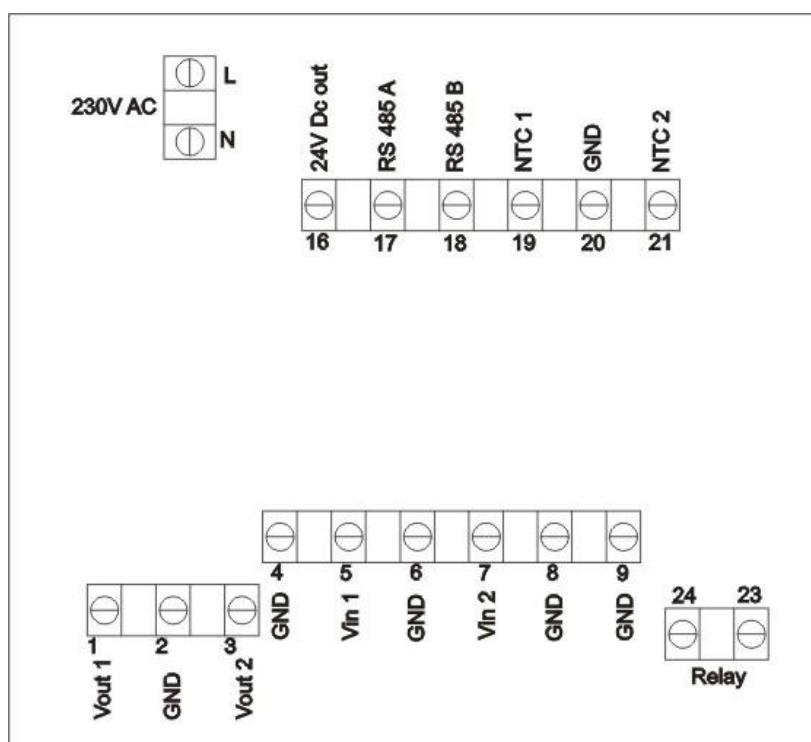 L
230V AC
N
24V Dc out
RS 485 A
RS 485 B
NTC 1
GND
NTC 2
16 17 18 19 20 21
4 5 6 7 8 9
GND
Vin 1
GND
Vin 2
GND
GND
1 2 3
Vout 1
GND
Vout 2
24 23
Relay